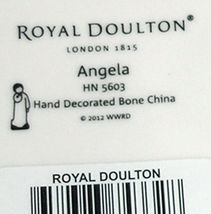 ROYAL DOULTON®
LONDON 1815
Angela
HN 5603
Hand Decorated Bone China
© 2012 WWRD
ROYAL DOULTON